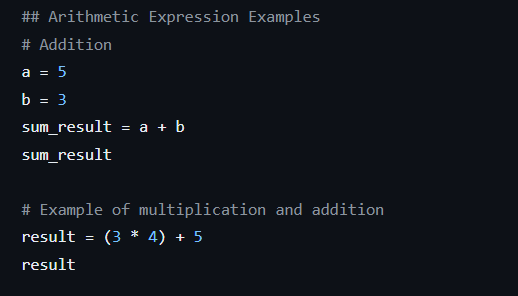 ## Arithmetic Expression Examples
# Addition
a = 5
b = 3
sum_result = a + b
sum_result
# Example of multiplication and addition
result = (3 * 4) + 5
result